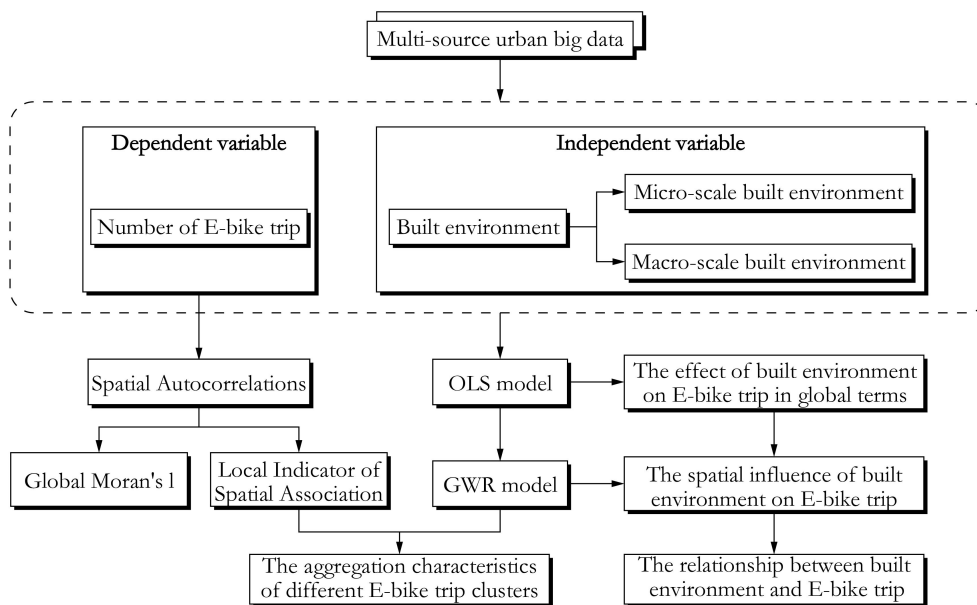 Multi-source urban big data
Dependent variable
Number of E-bike trip
Independent variable
Built environment
Micro-scale built environment
Macro-scale built environment
Spatial Autocorrelations
OLS model
The effect of built environment
on E-bike trip in global terms
Global Moran's l
Local Indicator of
Spatial Association
GWR model
The spatial influence of built
environment on E-bike trip
The aggregation characteristics
of different E-bike trip clusters
The relationship between built
environment and E-bike trip